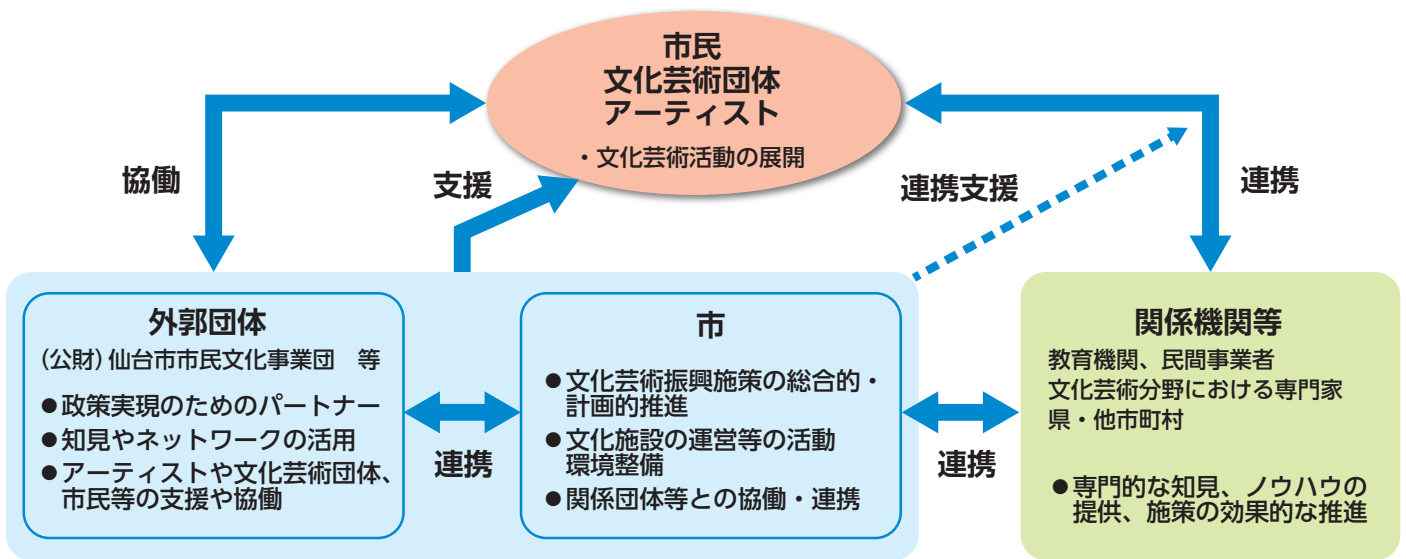 市民
文化芸術団体
アーティスト
・文化芸術活動の展開
協働
支援
連携支援
連携
外郭団体
(公財)仙台市市民文化事業団　等
●政策実現のためのパートナー
●知見やネットワークの活用
●アーティストや文化芸術団体、
市民等の支援や協働
連携
市
●文化芸術振興施策の総合的・
計画的推進
●文化施設の運営等の活動
環境整備
●関係団体等との協働・連携
連携
関係機関等
教育機関、民間事業者
文化芸術分野における専門家
県・他市町村
●専門的な知見、ノウハウの
提供、施策の効果的な推進